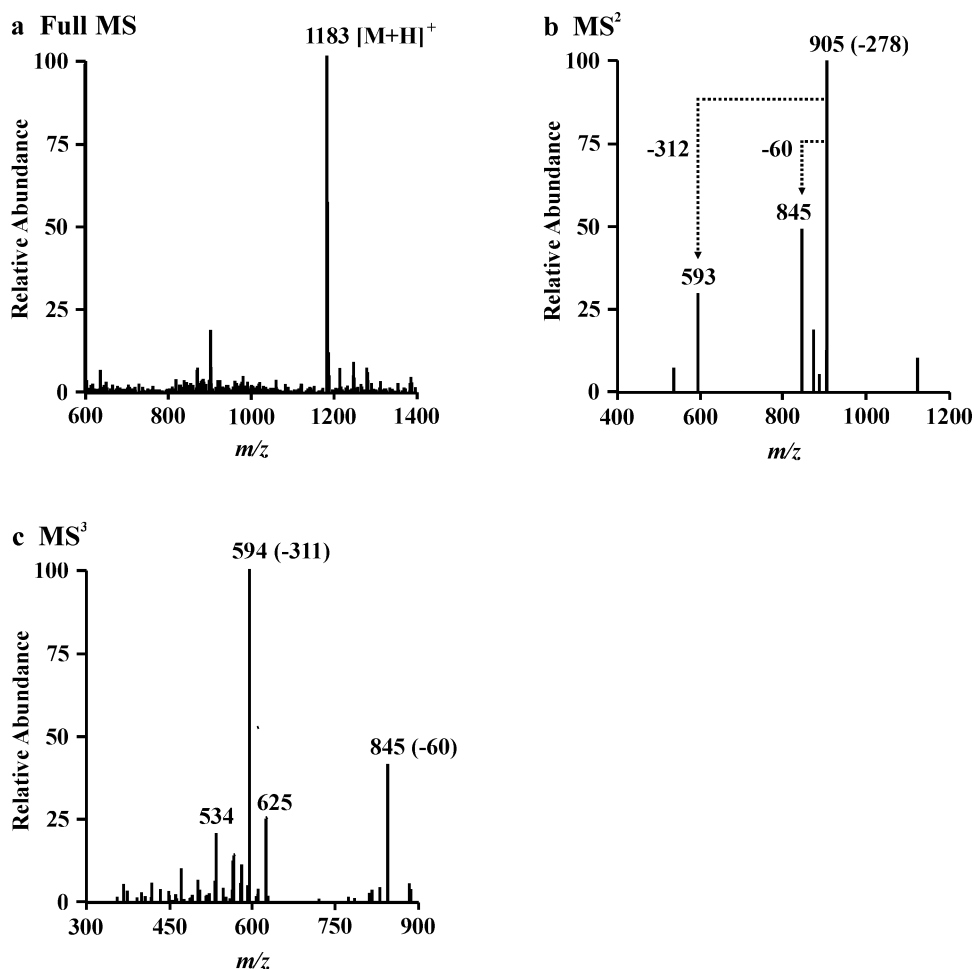 a Full MS
1183 [M+H]+
100
75
50
25
0
Relative Abundance
600 800 1000 1200 1400
m/z
b MS2
905 (-278)
100
75
50
25
0
Relative Abundance
-312
-60
845
593
400 600 800 1000 1200
m/z
c MS3
594 (-311)
100
75
50
25
0
Relative Abundance
845 (-60)
534
625
300 450 600 750 900
m/z